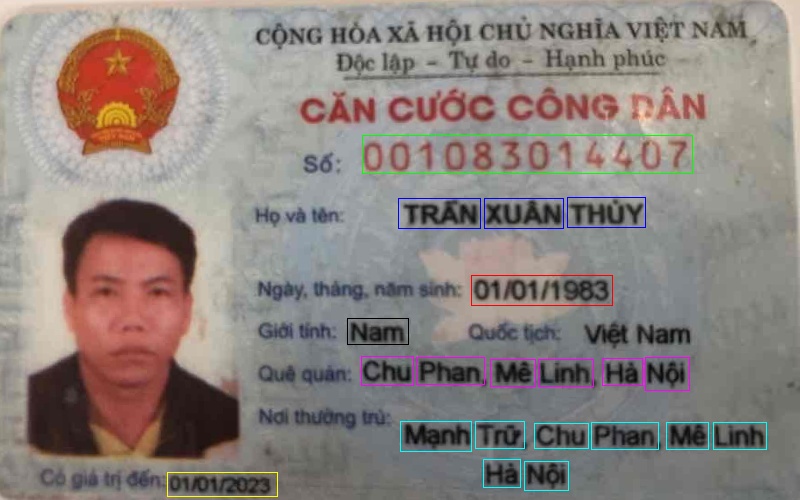 CỘNG HÒA XÃ HỘI CHỦ NGHĨA VIỆT NAM
Độc lập – Tự do – Hạnh phúc
CĂN CƯỚC CÔNG DÂN
Số: 001083014407
Họ và tên: TRẦN XUÂN THỦY
Ngày, tháng, năm sinh: 01/01/1983
Giới tính: Nam Quốc tịch: Việt Nam
Quê quán: Chu Phan, Mê Linh, Hà Nội
Nơi thường trú: Mạnh Trữ, Chu Phan, Mê Linh
Hà Nội
Có giá trị đến: 01/01/2023